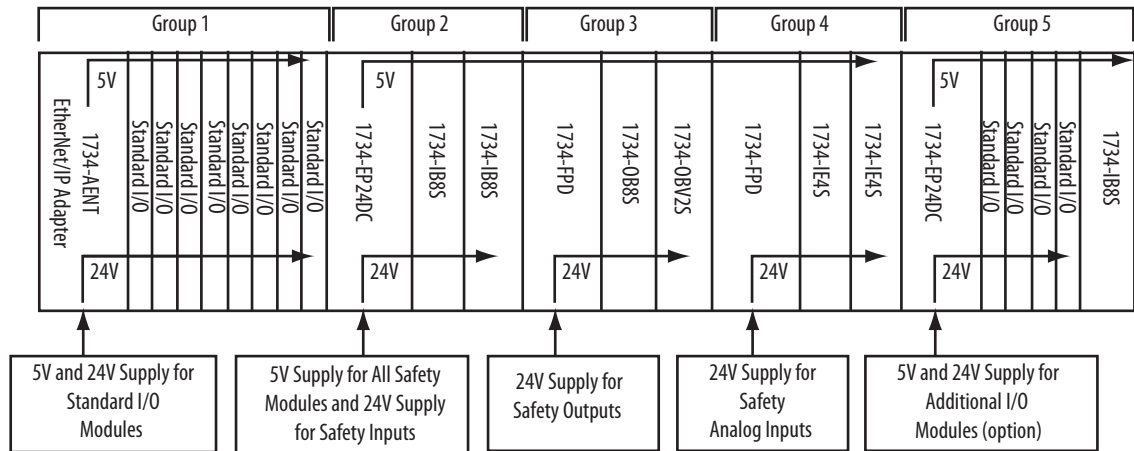 Group 1
Group 2
Group 3
Group 4
Group 5
5V
5V
5V
EtherNet/IP Adapter
1734-AENT
Standard I/O
Standard I/O
Standard I/O
Standard I/O
Standard I/O
Standard I/O
Standard I/O
Standard I/O
1734-EP24DC
1734-IB8S
1734-IB8S
1734-FPD
1734-OB8S
1734-OBV2S
1734-FPD
1734-IE4S
1734-IE4S
1734-EP24DC
Standard I/O
Standard I/O
Standard I/O
Standard I/O
1734-IB8S
24V
24V
24V
24V
24V
5V and 24V Supply for
Standard I/O
Modules
5V Supply for All Safety
Modules and 24V Supply
for Safety Inputs
24V Supply for
Safety Outputs
24V Supply for
Safety
Analog Inputs
5V and 24V Supply for
Additional I/O
Modules (option)